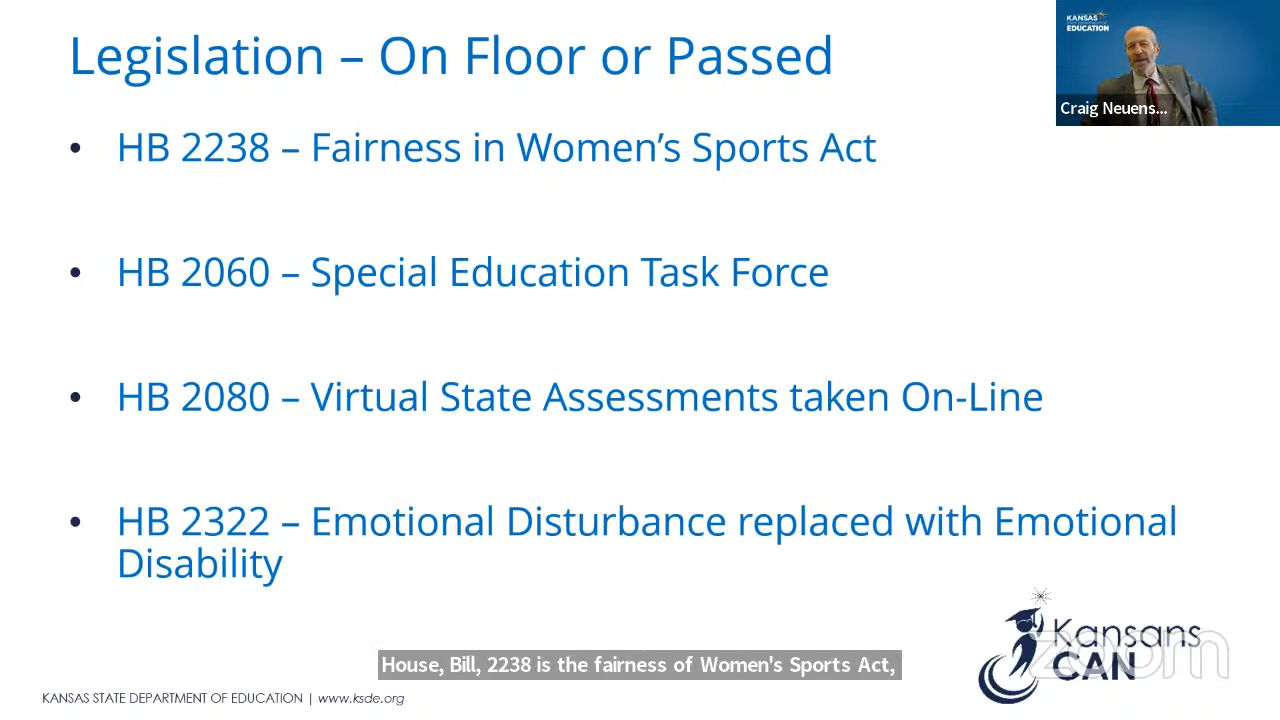 Legislation – On Floor or Passed
KANSAS
EDUCATION
Craig Neuens...
• HB 2238 – Fairness in Women’s Sports Act
• HB 2060 – Special Education Task Force
• HB 2080 – Virtual State Assessments taken On-Line
• HB 2322 – Emotional Disturbance replaced with Emotional
Disability
Kansans
CAN
zoom
House, Bill, 2238 is the fairness of Women's Sports Act,
KANSAS STATE DEPARTMENT OF EDUCATION | www.ksde.org